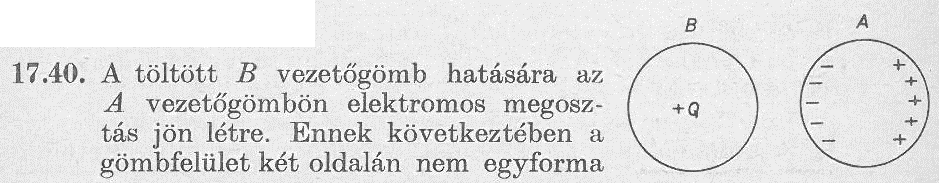 17.40. A töltött B vezetőgömb hatására az
A vezetőgömbön elektromos megosz-
tás jön létre. Ennek következtében a
gömbfelület két oldalán nem egyforma
B
+Q
A
− +
− +
− +
− +
− +